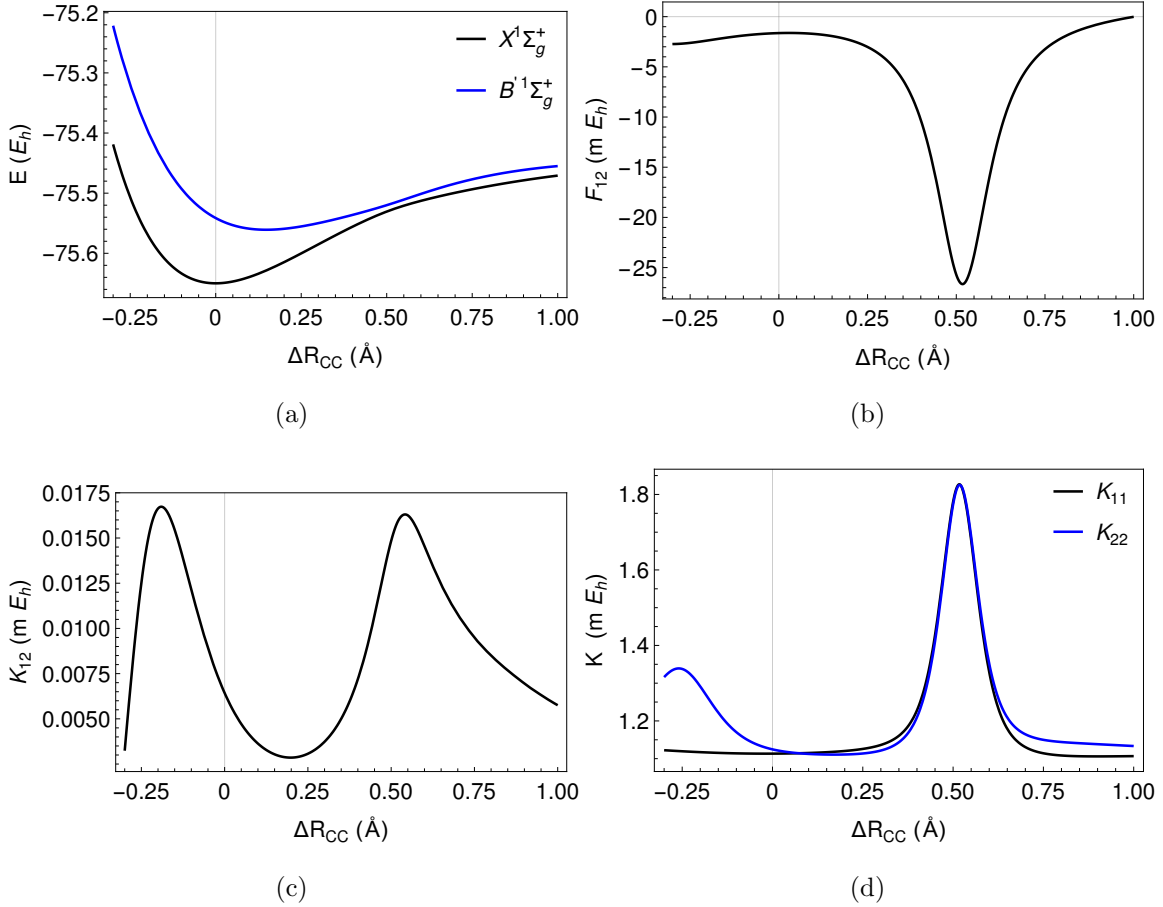 X¹Σg⁺
B'¹Σg⁺
E (Eₕ)
−75.2
−75.3
−75.4
−75.5
−75.6
−0.25 0 0.25 0.50 0.75 1.00
ΔR_CC (Å)
(a)
F₁₂ (m Eₕ)
0
−5
−10
−15
−20
−25
−0.25 0 0.25 0.50 0.75 1.00
ΔR_CC (Å)
(b)
K₁₂ (m Eₕ)
0.0175
0.0150
0.0125
0.0100
0.0075
0.0050
−0.25 0 0.25 0.50 0.75 1.00
ΔR_CC (Å)
(c)
K₁₁
K₂₂
K (m Eₕ)
1.8
1.6
1.4
1.2
−0.25 0 0.25 0.50 0.75 1.00
ΔR_CC (Å)
(d)